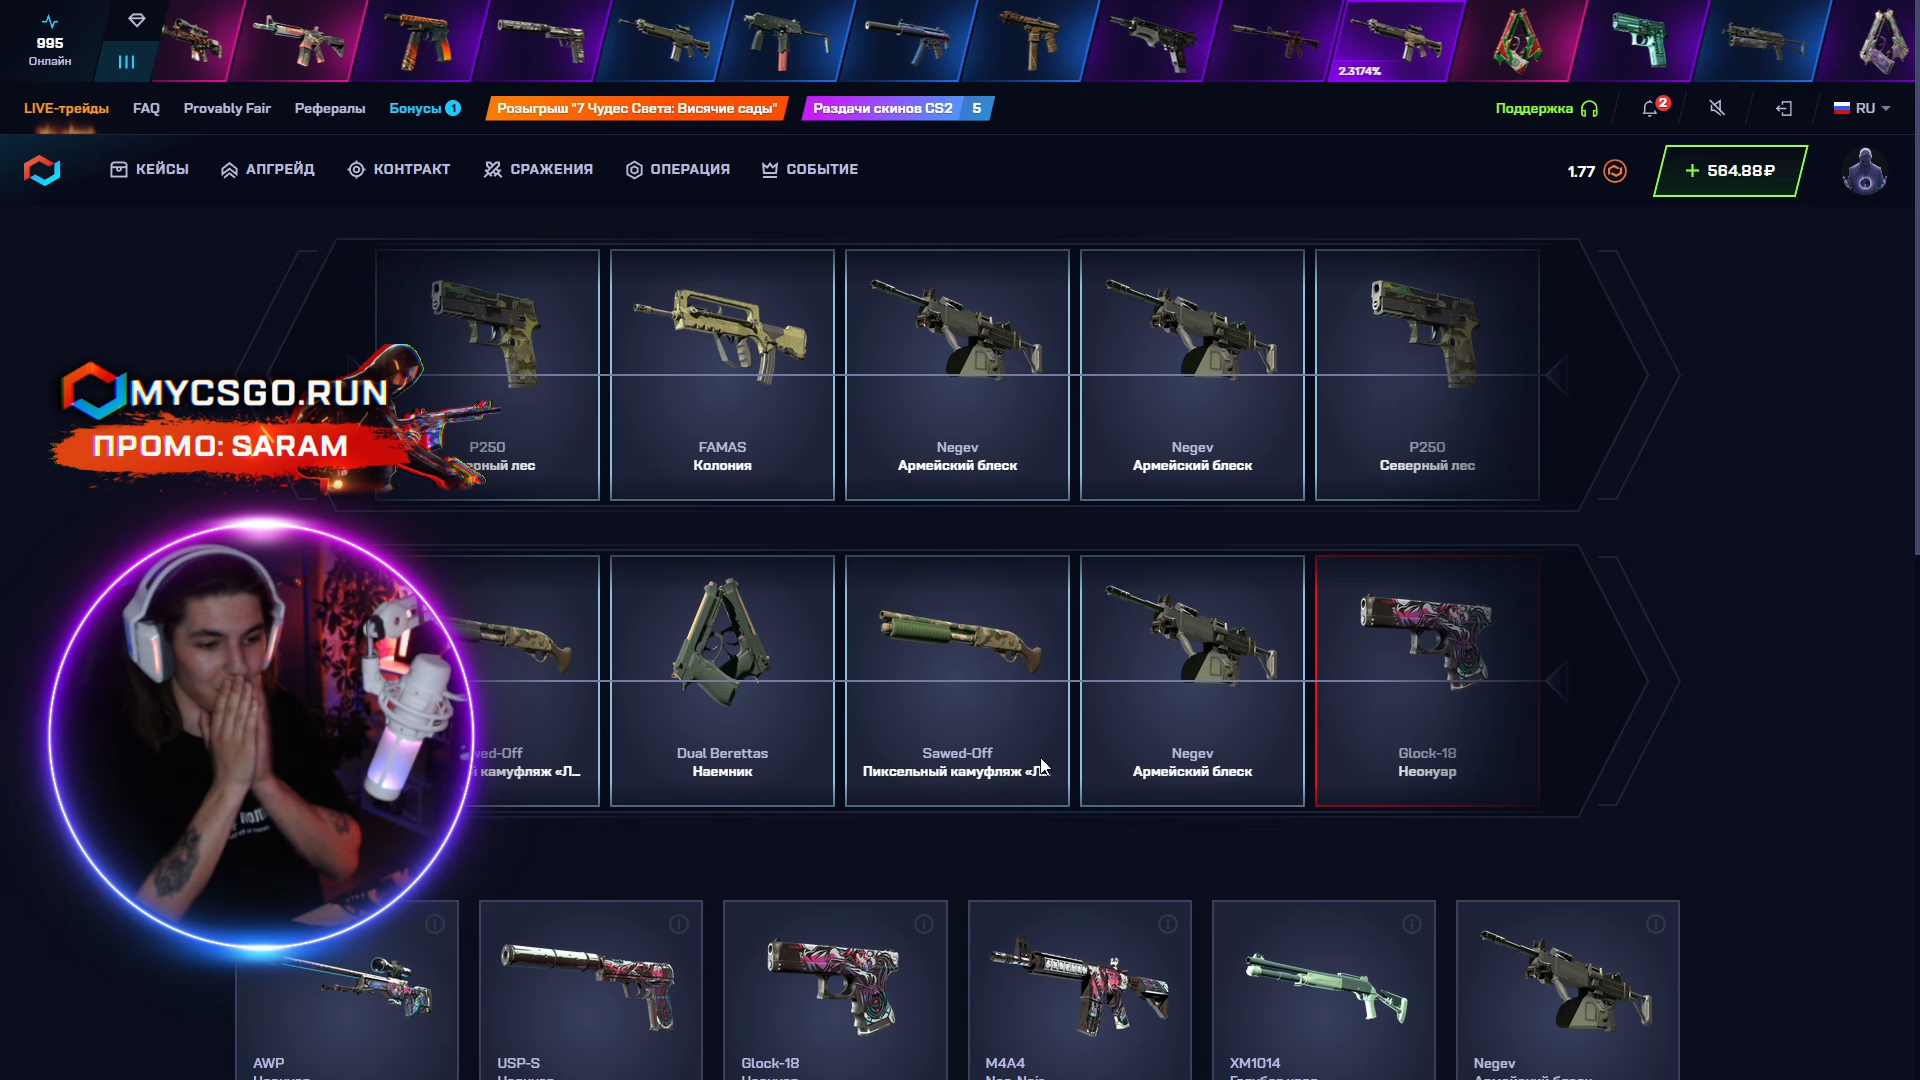 995
Онлайн
2.3174%
LIVE-трейды
FAQ
Provably Fair
Рефералы
Бонусы 1
Розыгрыш "7 Чудес Света: Висячие сады"
Раздачи скинов CS2 5
Поддержка
2
RU
КЕЙСЫ
АПГРЕЙД
КОНТРАКТ
СРАЖЕНИЯ
ОПЕРАЦИЯ
СОБЫТИЕ
1.77
+ 564.88₽
MYCSGO.RUN
ПРОМО: SARAM
P250
FAMAS
Колония
Negev
Армейский блеск
Negev
Армейский блеск
P250
Северный лес
Dual Berettas
Наемник
Sawed-Off
Пиксельный камуфляж
Negev
Армейский блеск
Glock-18
Неонуар
AWP
USP-S
Glock-18
M4A4
XM1014
Negev